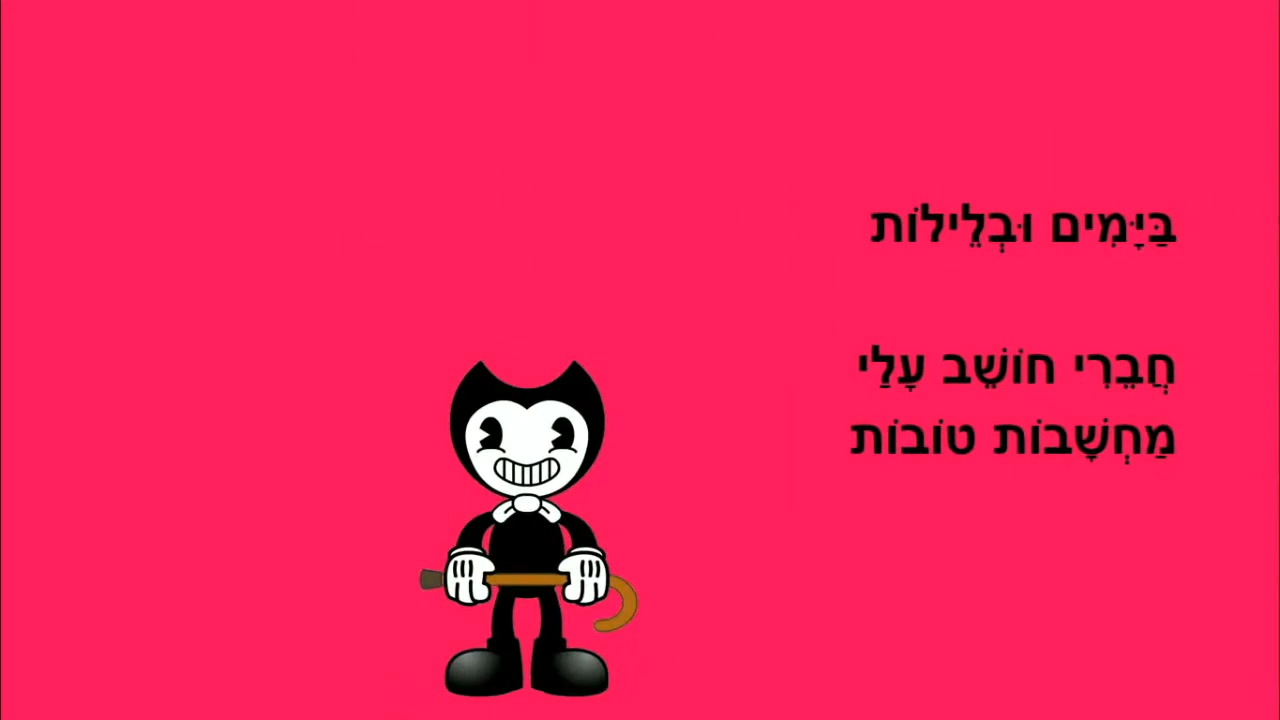 בַּיָּמִים וּבְלֵילוֹת
חֲבֵרִי חוֹשֵׁב עָלַי
מַחְשָׁבוֹת טוֹבוֹת